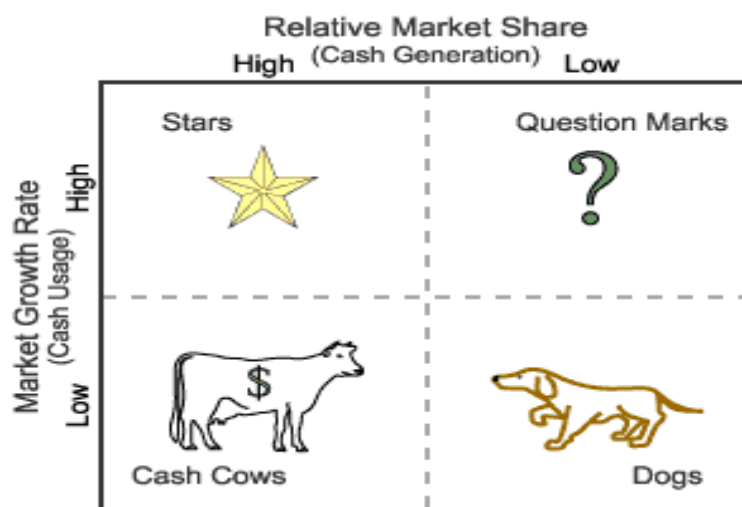 Relative Market Share
(Cash Generation)
High
Low
Market Growth Rate
(Cash Usage)
High
Low
Stars
Question Marks
?
$
Cash Cows
Dogs